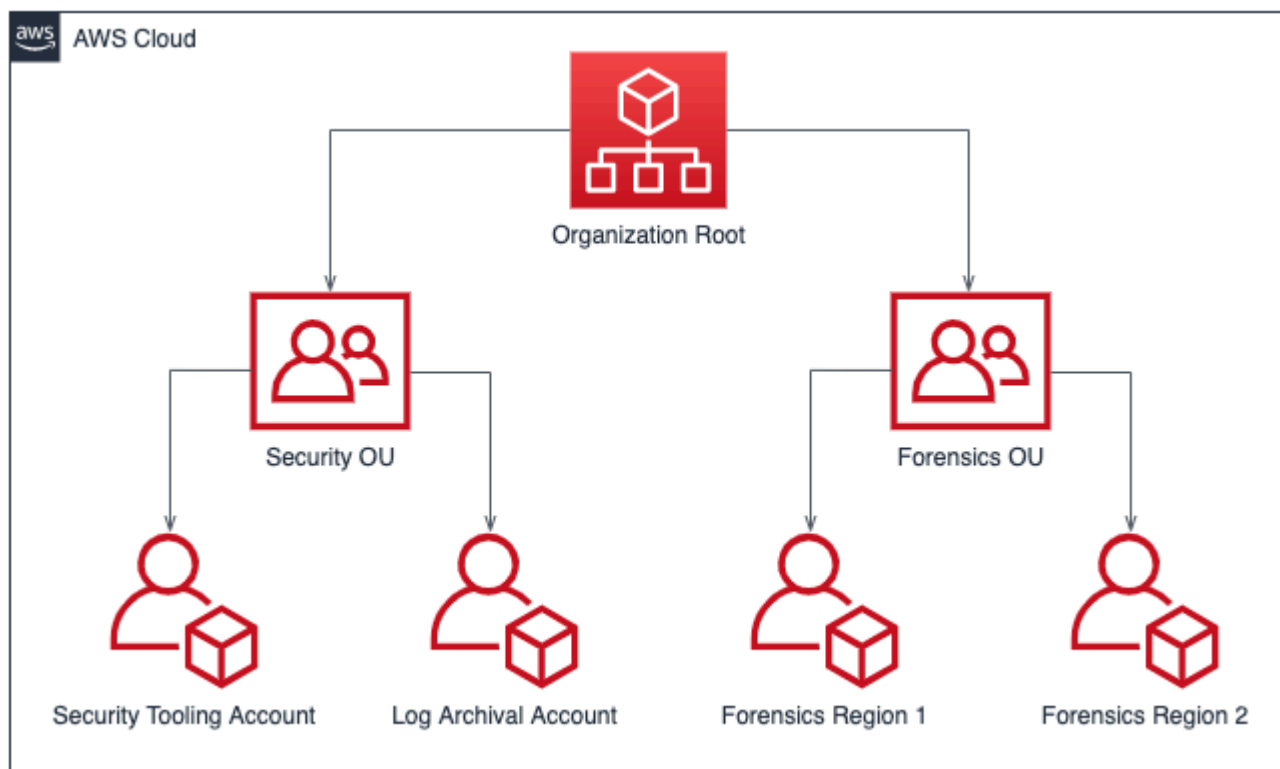 aws
AWS Cloud
Organization Root
Security OU
Forensics OU
Security Tooling Account
Log Archival Account
Forensics Region 1
Forensics Region 2